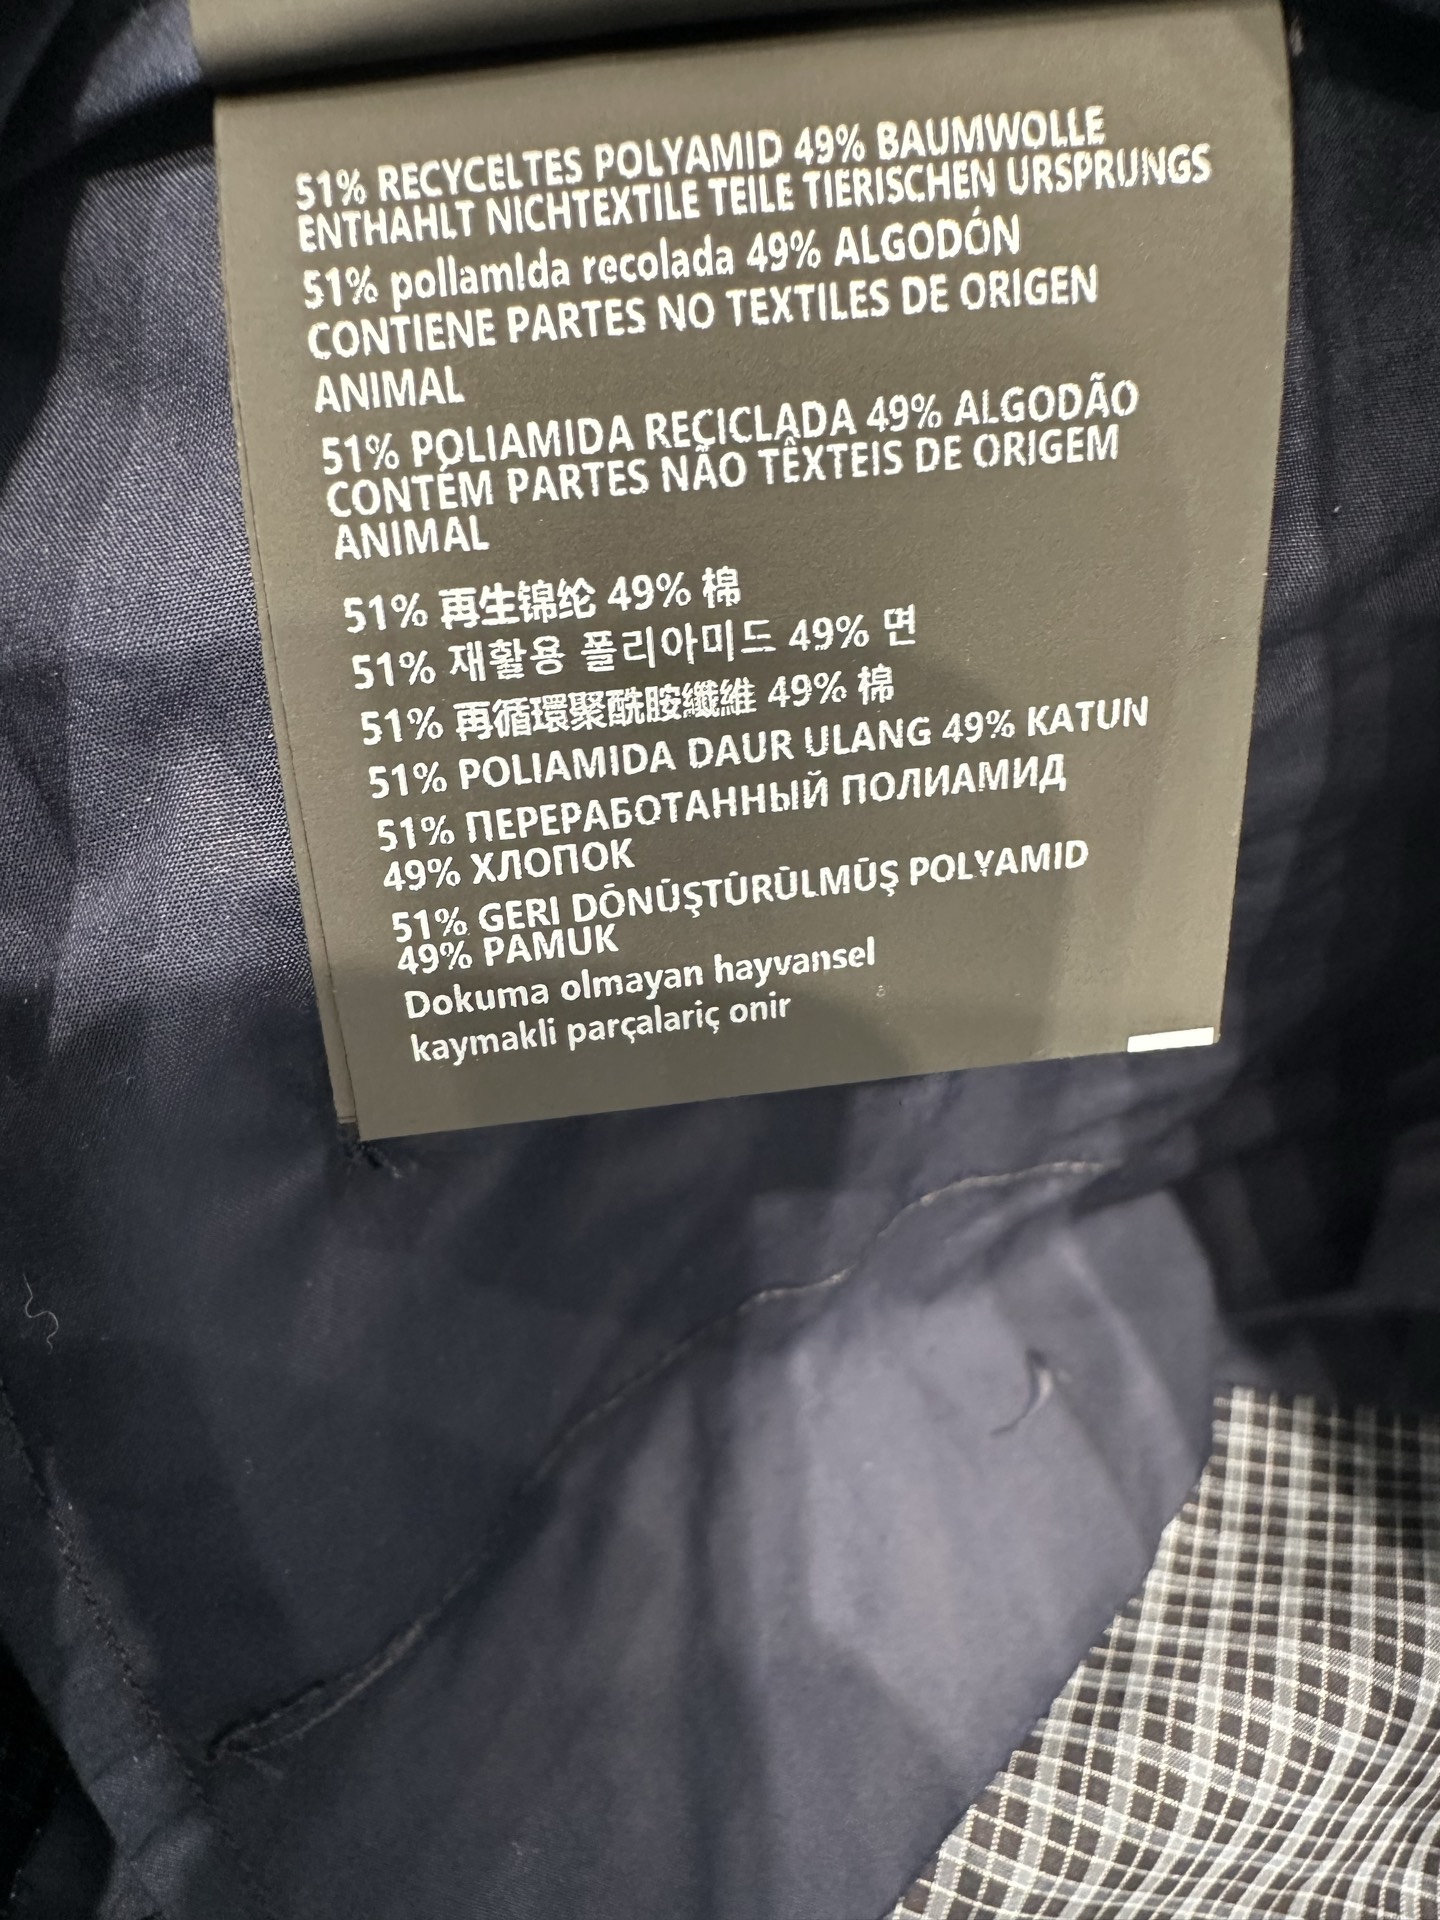 51% RECYCELTES POLYAMID 49% BAUMWOLLE
ENTHAHLT NICHTEXTILE TEILE TIERISCHEN URSPRUNGS
51% pollamlda recolada 49% ALGODÓN
CONTIENE PARTES NO TEXTILES DE ORIGEN
ANIMAL
51% POLIAMIDA RECICLADA 49% ALGODÃO
CONTÉM PARTES NÃO TÊXTEIS DE ORIGEM
ANIMAL
51% 再生锦纶 49% 棉
51% 재활용 폴리아미드 49% 면
51% 再循環聚酰胺纖維 49% 棉
51% POLIAMIDA DAUR ULANG 49% KATUN
51% ПЕРЕРАБОТАННЫЙ ПОЛИАМИД
49% ХЛОПОК
51% GERI DÖNÜŞTÜRÜLMÜŞ POLYAMID
49% PAMUK
Dokuma olmayan hayvansel
kaymakli parçalariç onir